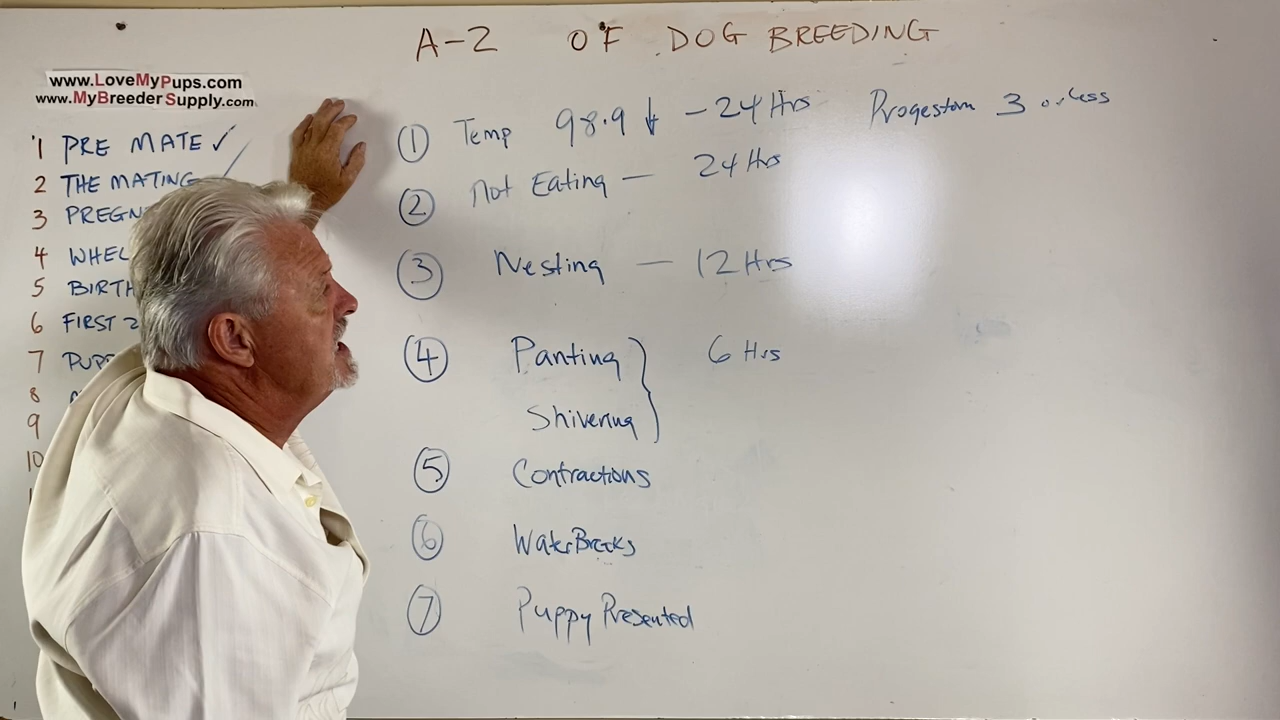 A-Z OF DOG BREEDING
www.LoveMyPups.com
www.MyBreederSupply.com
1 PRE MATE ✓
2 THE MATING
3 PREGN
4 WHEL
5 BIRTH
6 FIRST 2
7 PUPP
8
9
10
1 Temp 98.9 ↓ - 24 Hrs Progestom 3 or less
2 Not Eating — 24 Hrs
3 Nesting — 12 Hrs
4 Panting } 6 Hrs
Shivering
5 Contractions
6 Water Breaks
7 Puppy Presented